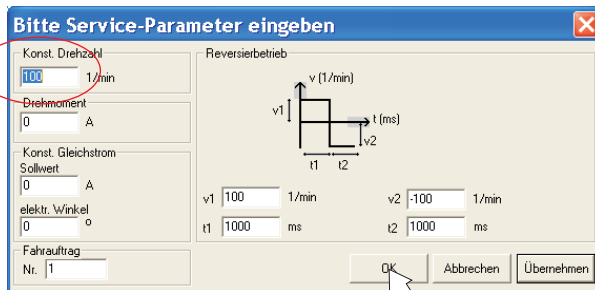 Bitte Service-Parameter eingeben
Konst. Drehzahl
100 1/min
Drehmoment
0 A
Konst. Gleichstrom
Sollwert
0 A
elektr. Winkel
0 °
Fahrauftrag
Nr. 1
Reversierbetrieb
v (1/min)
v1
t (ms)
v2
t1 t2
v1 100 1/min v2 -100 1/min
t1 1000 ms t2 1000 ms
OK Abbrechen Übernehmen